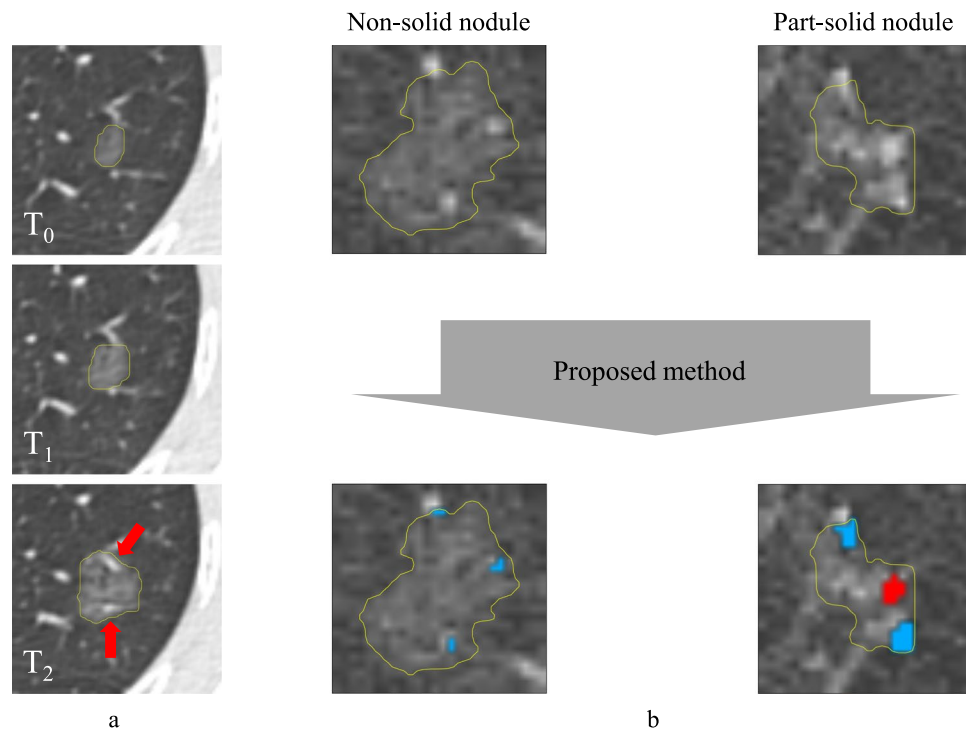 Non-solid nodule
Part-solid nodule
T0
T1
Proposed method
T2
a
b